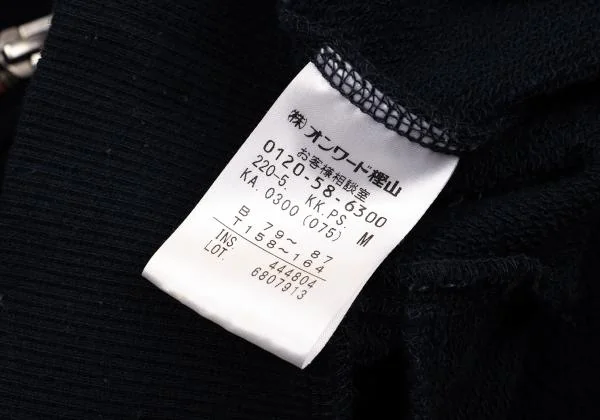 (株)オンワード樫山
お客様相談室
0120-58-6300
220-5. KK.PS.
KA. 0300 (075) M
B 79~ 87
T158~164
INS. 444804
LOT. 6807913